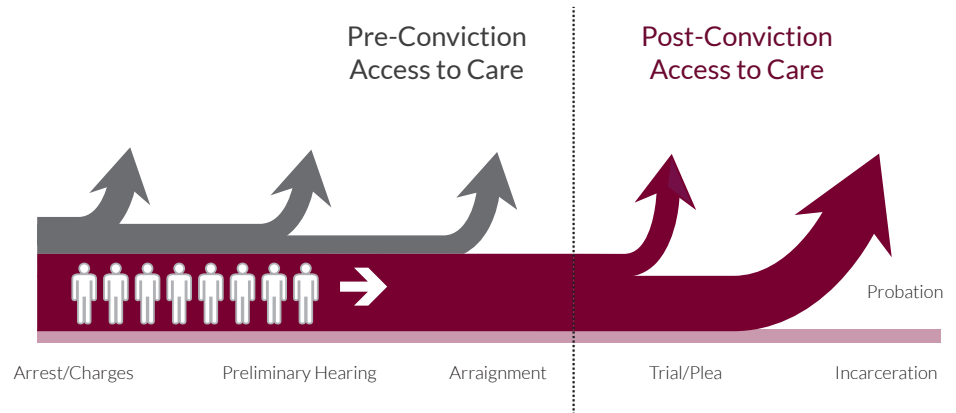 Pre-Conviction
Access to Care
Post-Conviction
Access to Care
Probation
Arrest/Charges
Preliminary Hearing
Arraignment
Trial/Plea
Incarceration